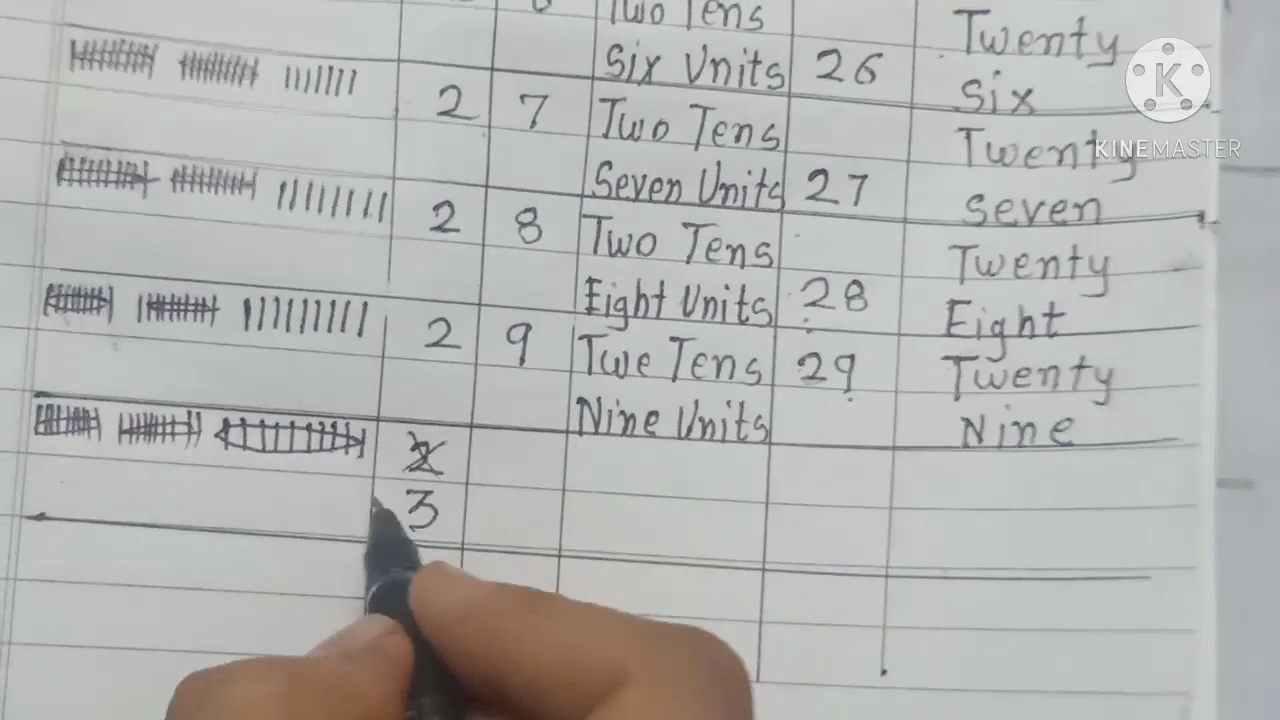 Two Tens
Six Units 26
Twenty
Six
K
KINEMASTER
2 7 Two Tens
Seven Units 27
Twenty
Seven
2 8 Two Tens
Eight Units 28
Twenty
Eight
2 9 Twe Tens 29
Nine Units
Twenty
Nine
3